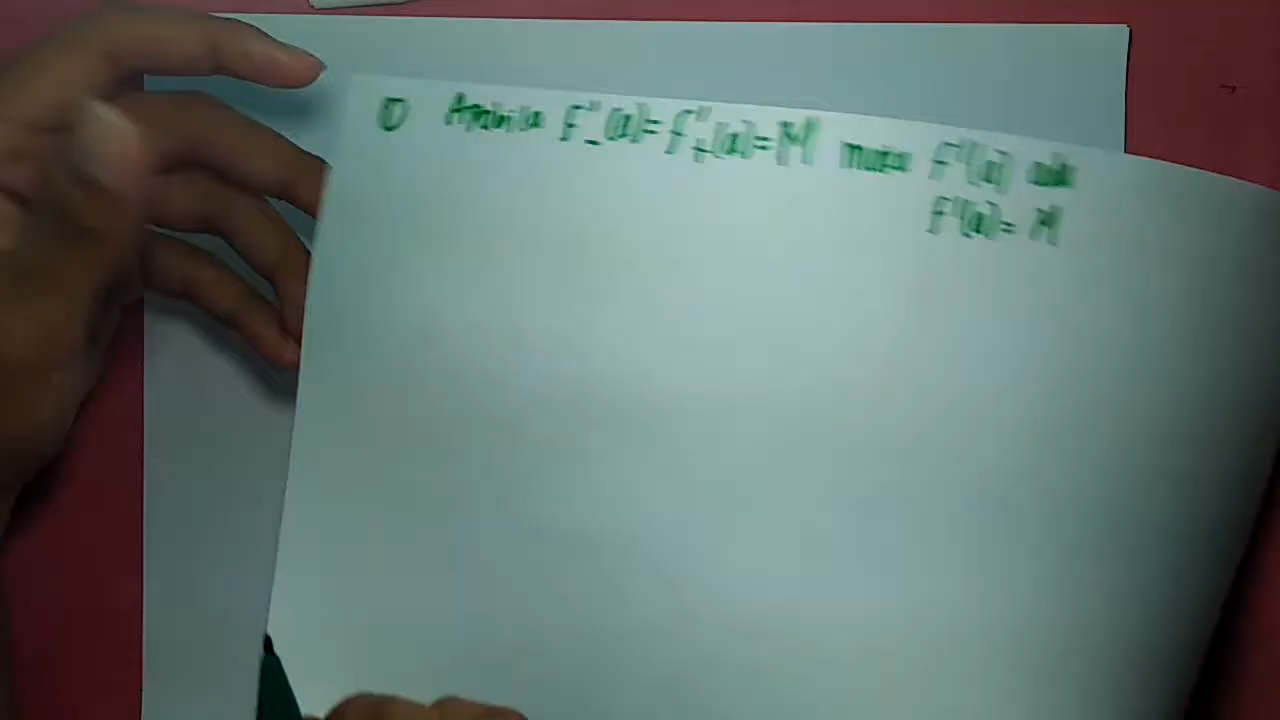 ① Apabila f'₋(a) = f'₊(a) = M maka f'(a) ada
f'(a) = M